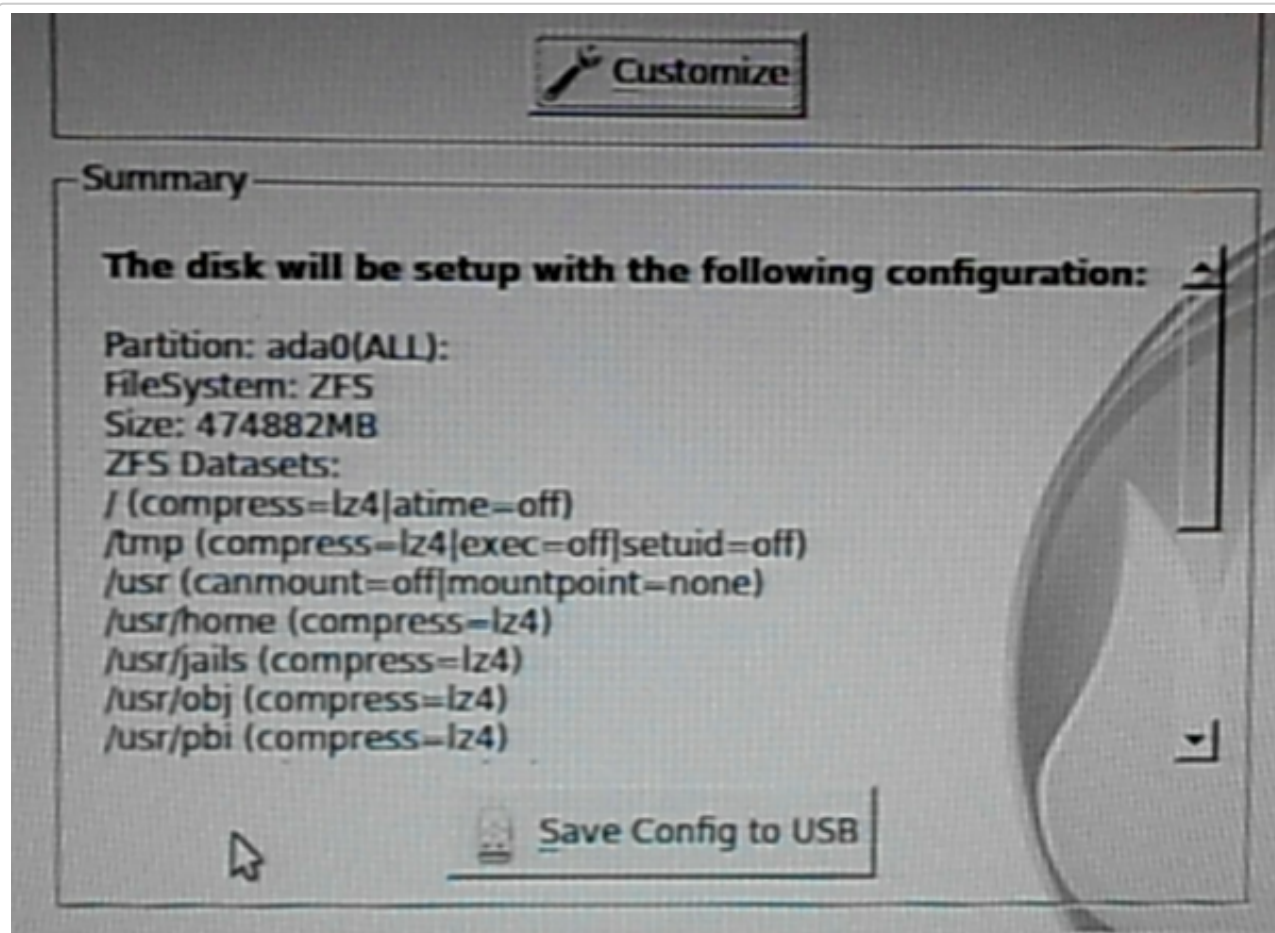 Customize
Summary
The disk will be setup with the following configuration:
Partition: ada0(ALL):
FileSystem: ZFS
Size: 474882MB
ZFS Datasets:
/ (compress=lz4|atime=off)
/tmp (compress=lz4|exec=off|setuid=off)
/usr (canmount=off|mountpoint=none)
/usr/home (compress=lz4)
/usr/jails (compress=lz4)
/usr/obj (compress=lz4)
/usr/pbi (compress=lz4)
Save Config to USB